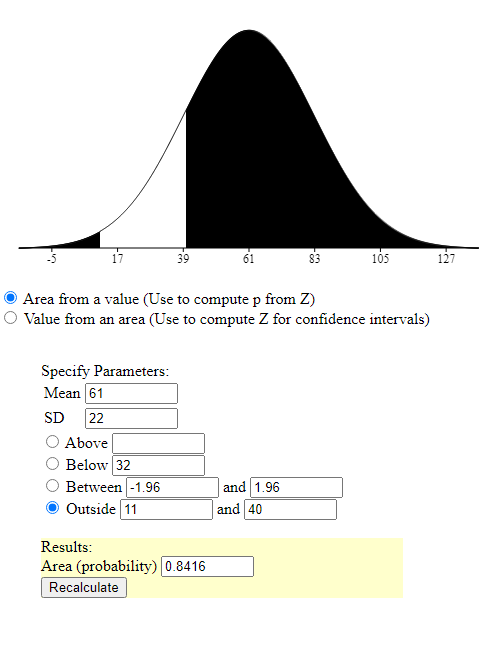 -5 17 39 61 83 105 127
Area from a value (Use to compute p from Z)
Value from an area (Use to compute Z for confidence intervals)
Specify Parameters:
Mean 61
SD 22
Above
Below 32
Between -1.96 and 1.96
Outside 11 and 40
Results:
Area (probability) 0.8416
Recalculate